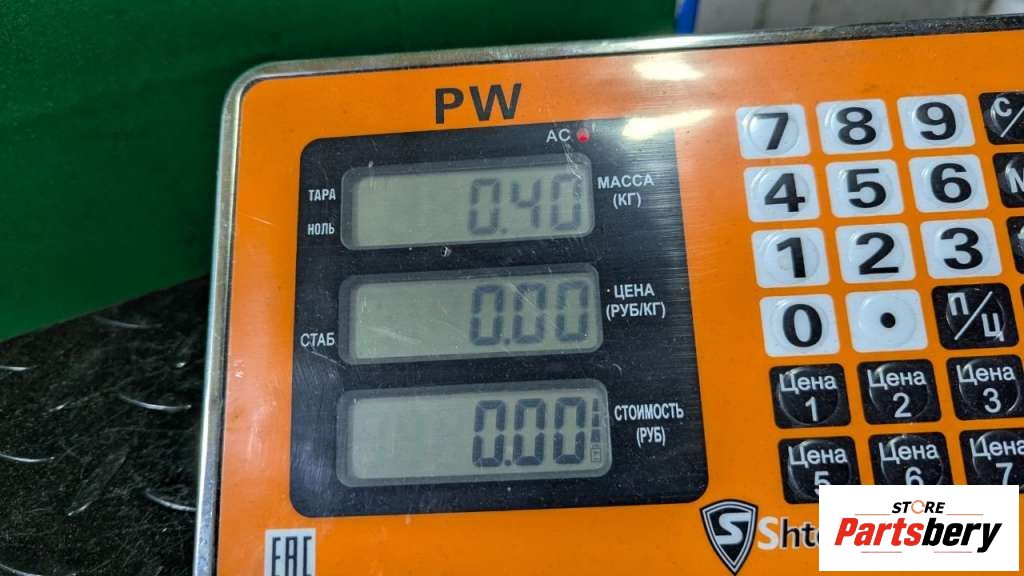 PW
AC
ТАРА
НОЛЬ
0.40
МАССА
(КГ)
СТАБ
0.00
ЦЕНА
(РУБ/КГ)
0.00
СТОИМОСТЬ
(РУБ)
7 8 9 С/
4 5 6
1 2 3
0 . П/Ц
Цена 1
Цена 2
Цена 3
Цена 5
Цена 6
Цена 7
EAC
S
STORE
Partsbery